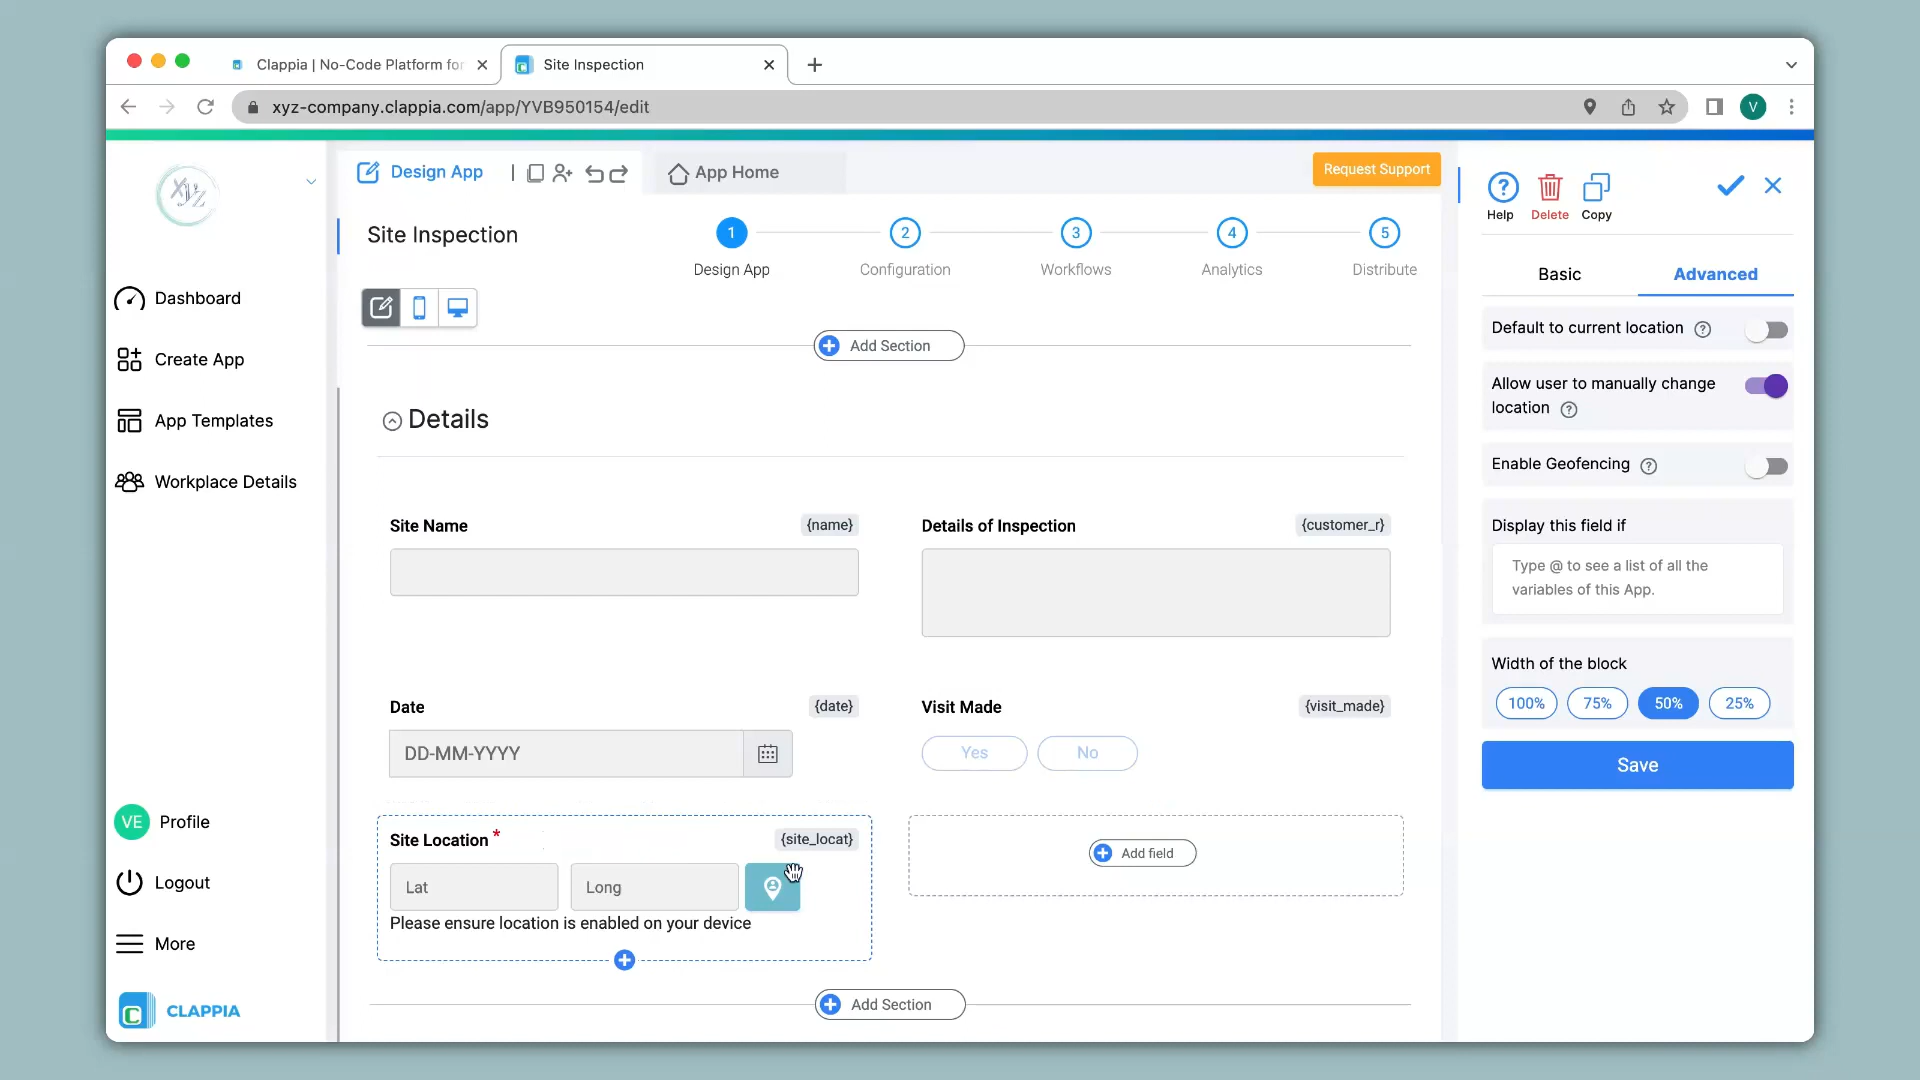 Clappia | No-Code Platform for
Site Inspection
xyz-company.clappia.com/app/YVB950154/edit
V
xyz
Dashboard
Create App
App Templates
Workplace Details
VE
Profile
Logout
More
CLAPPIA
Design App
|
App Home
Request Support
Site Inspection
1
2
3
4
5
Design App
Configuration
Workflows
Analytics
Distribute
Add Section
Details
Site Name
{name}
Details of Inspection
{customer_r}
Date
{date}
DD-MM-YYYY
Visit Made
{visit_made}
Yes
No
Site Location *
{site_locat}
Lat
Long
Please ensure location is enabled on your device
Add field
Add Section
?
Help
Delete
Copy
Basic
Advanced
Default to current location ?
Allow user to manually change
location ?
Enable Geofencing ?
Display this field if
Type @ to see a list of all the
variables of this App.
Width of the block
100%
75%
50%
25%
Save